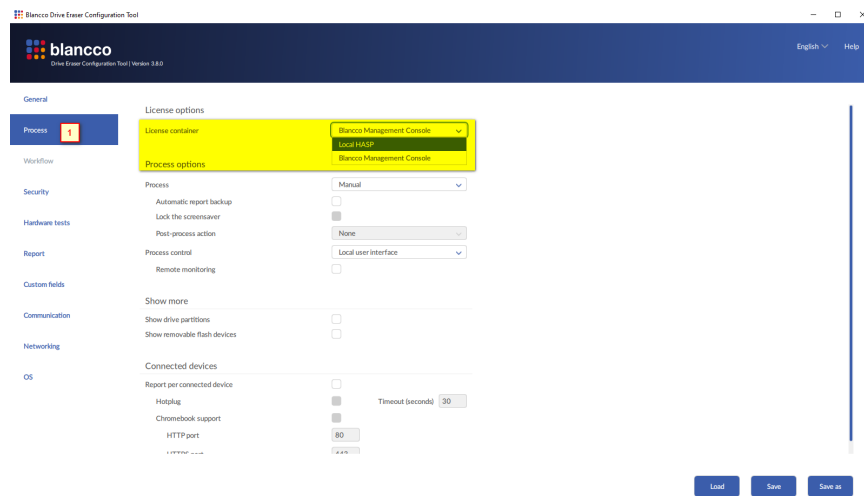 Blancco Drive Eraser Configuration Tool
blancco
Drive Eraser Configuration Tool | Version 3.8.0
English
Help
General
Process
1
Workflow
Security
Hardware tests
Report
Custom fields
Communication
Networking
OS
License options
License container
Blancco Management Console
Local HASP
Blancco Management Console
Process options
Process
Manual
Automatic report backup
Lock the screensaver
Post-process action
None
Process control
Local user interface
Remote monitoring
Show more
Show drive partitions
Show removable flash devices
Connected devices
Report per connected device
Hotplug
Timeout (seconds)
30
Chromebook support
HTTP port
80
Load
Save
Save as